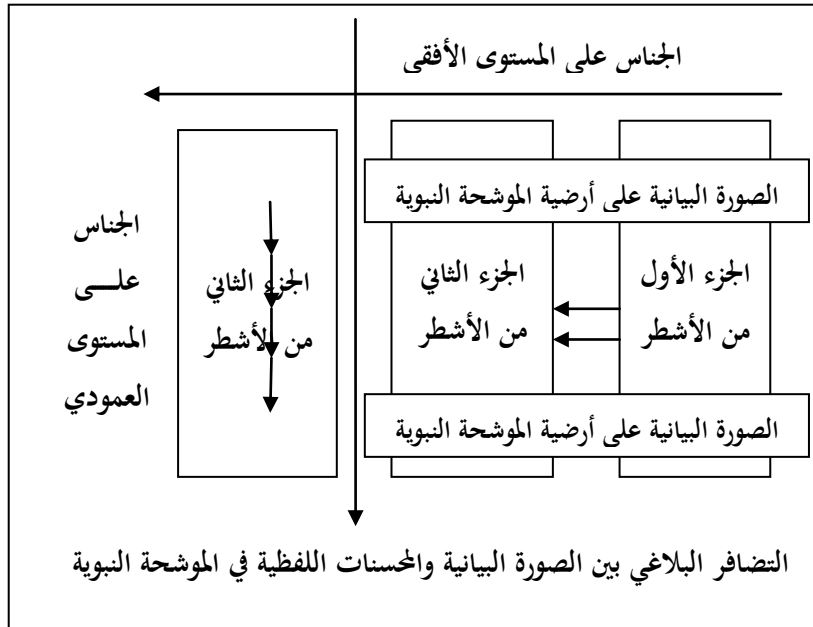 الجناس على المستوى الأفقي
الصورة البيانية على أرضية الموشحة النبوية
الجزء الأول
من الأشطر
الجزء الثاني
من الأشطر
الجزء الثاني
من الأشطر
الجناس
علـــى
المستوى
العمودي
الصورة البيانية على أرضية الموشحة النبوية
التضافر البلاغي بين الصورة البيانية والمحسنات اللفظية في الموشحة النبوية